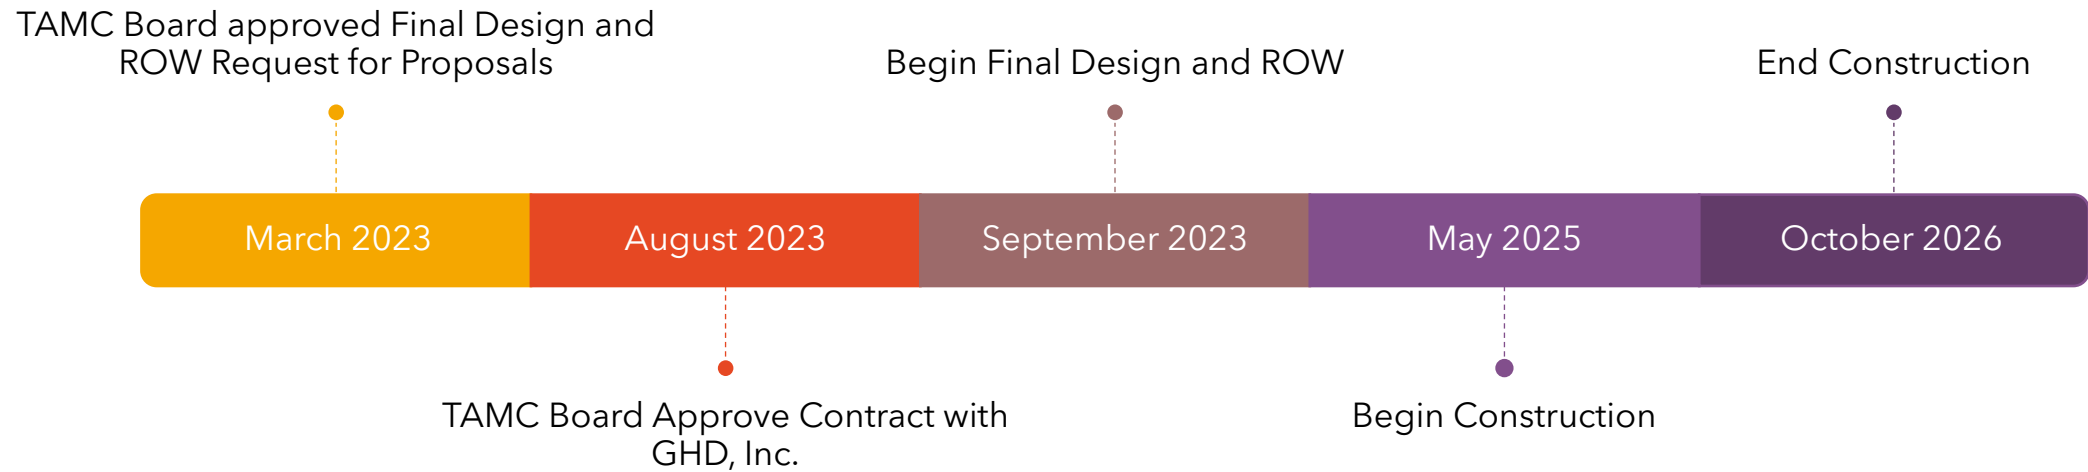 TAMC Board approved Final Design and
ROW Request for Proposals
Begin Final Design and ROW
End Construction
March 2023
August 2023
September 2023
May 2025
October 2026
TAMC Board Approve Contract with
GHD, Inc.
Begin Construction